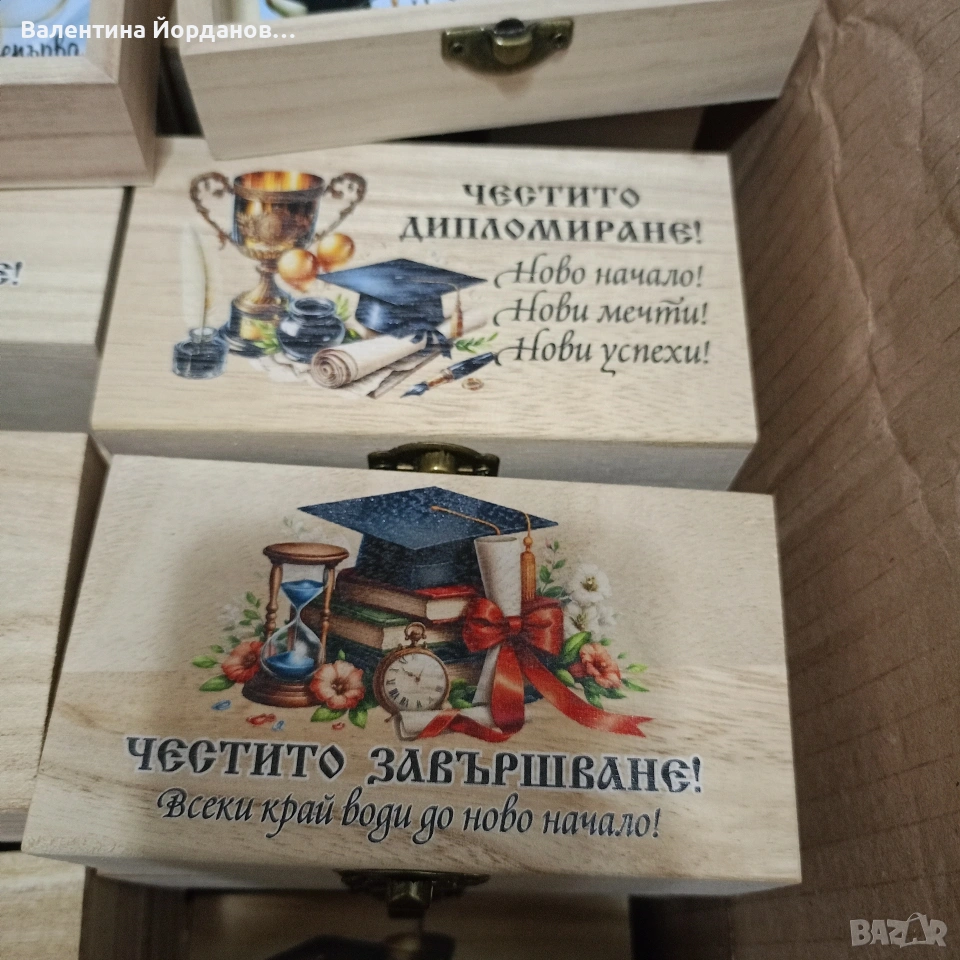 Валентина Йорданов...
ЧЕСТИТО
ДИПЛОМИРАНЕ!
Ново начало!
Нови мечти!
Нови успехи!
ЧЕСТИТО ЗАВЪРШВАНЕ!
Всеки край води до ново начало!
BAZAR